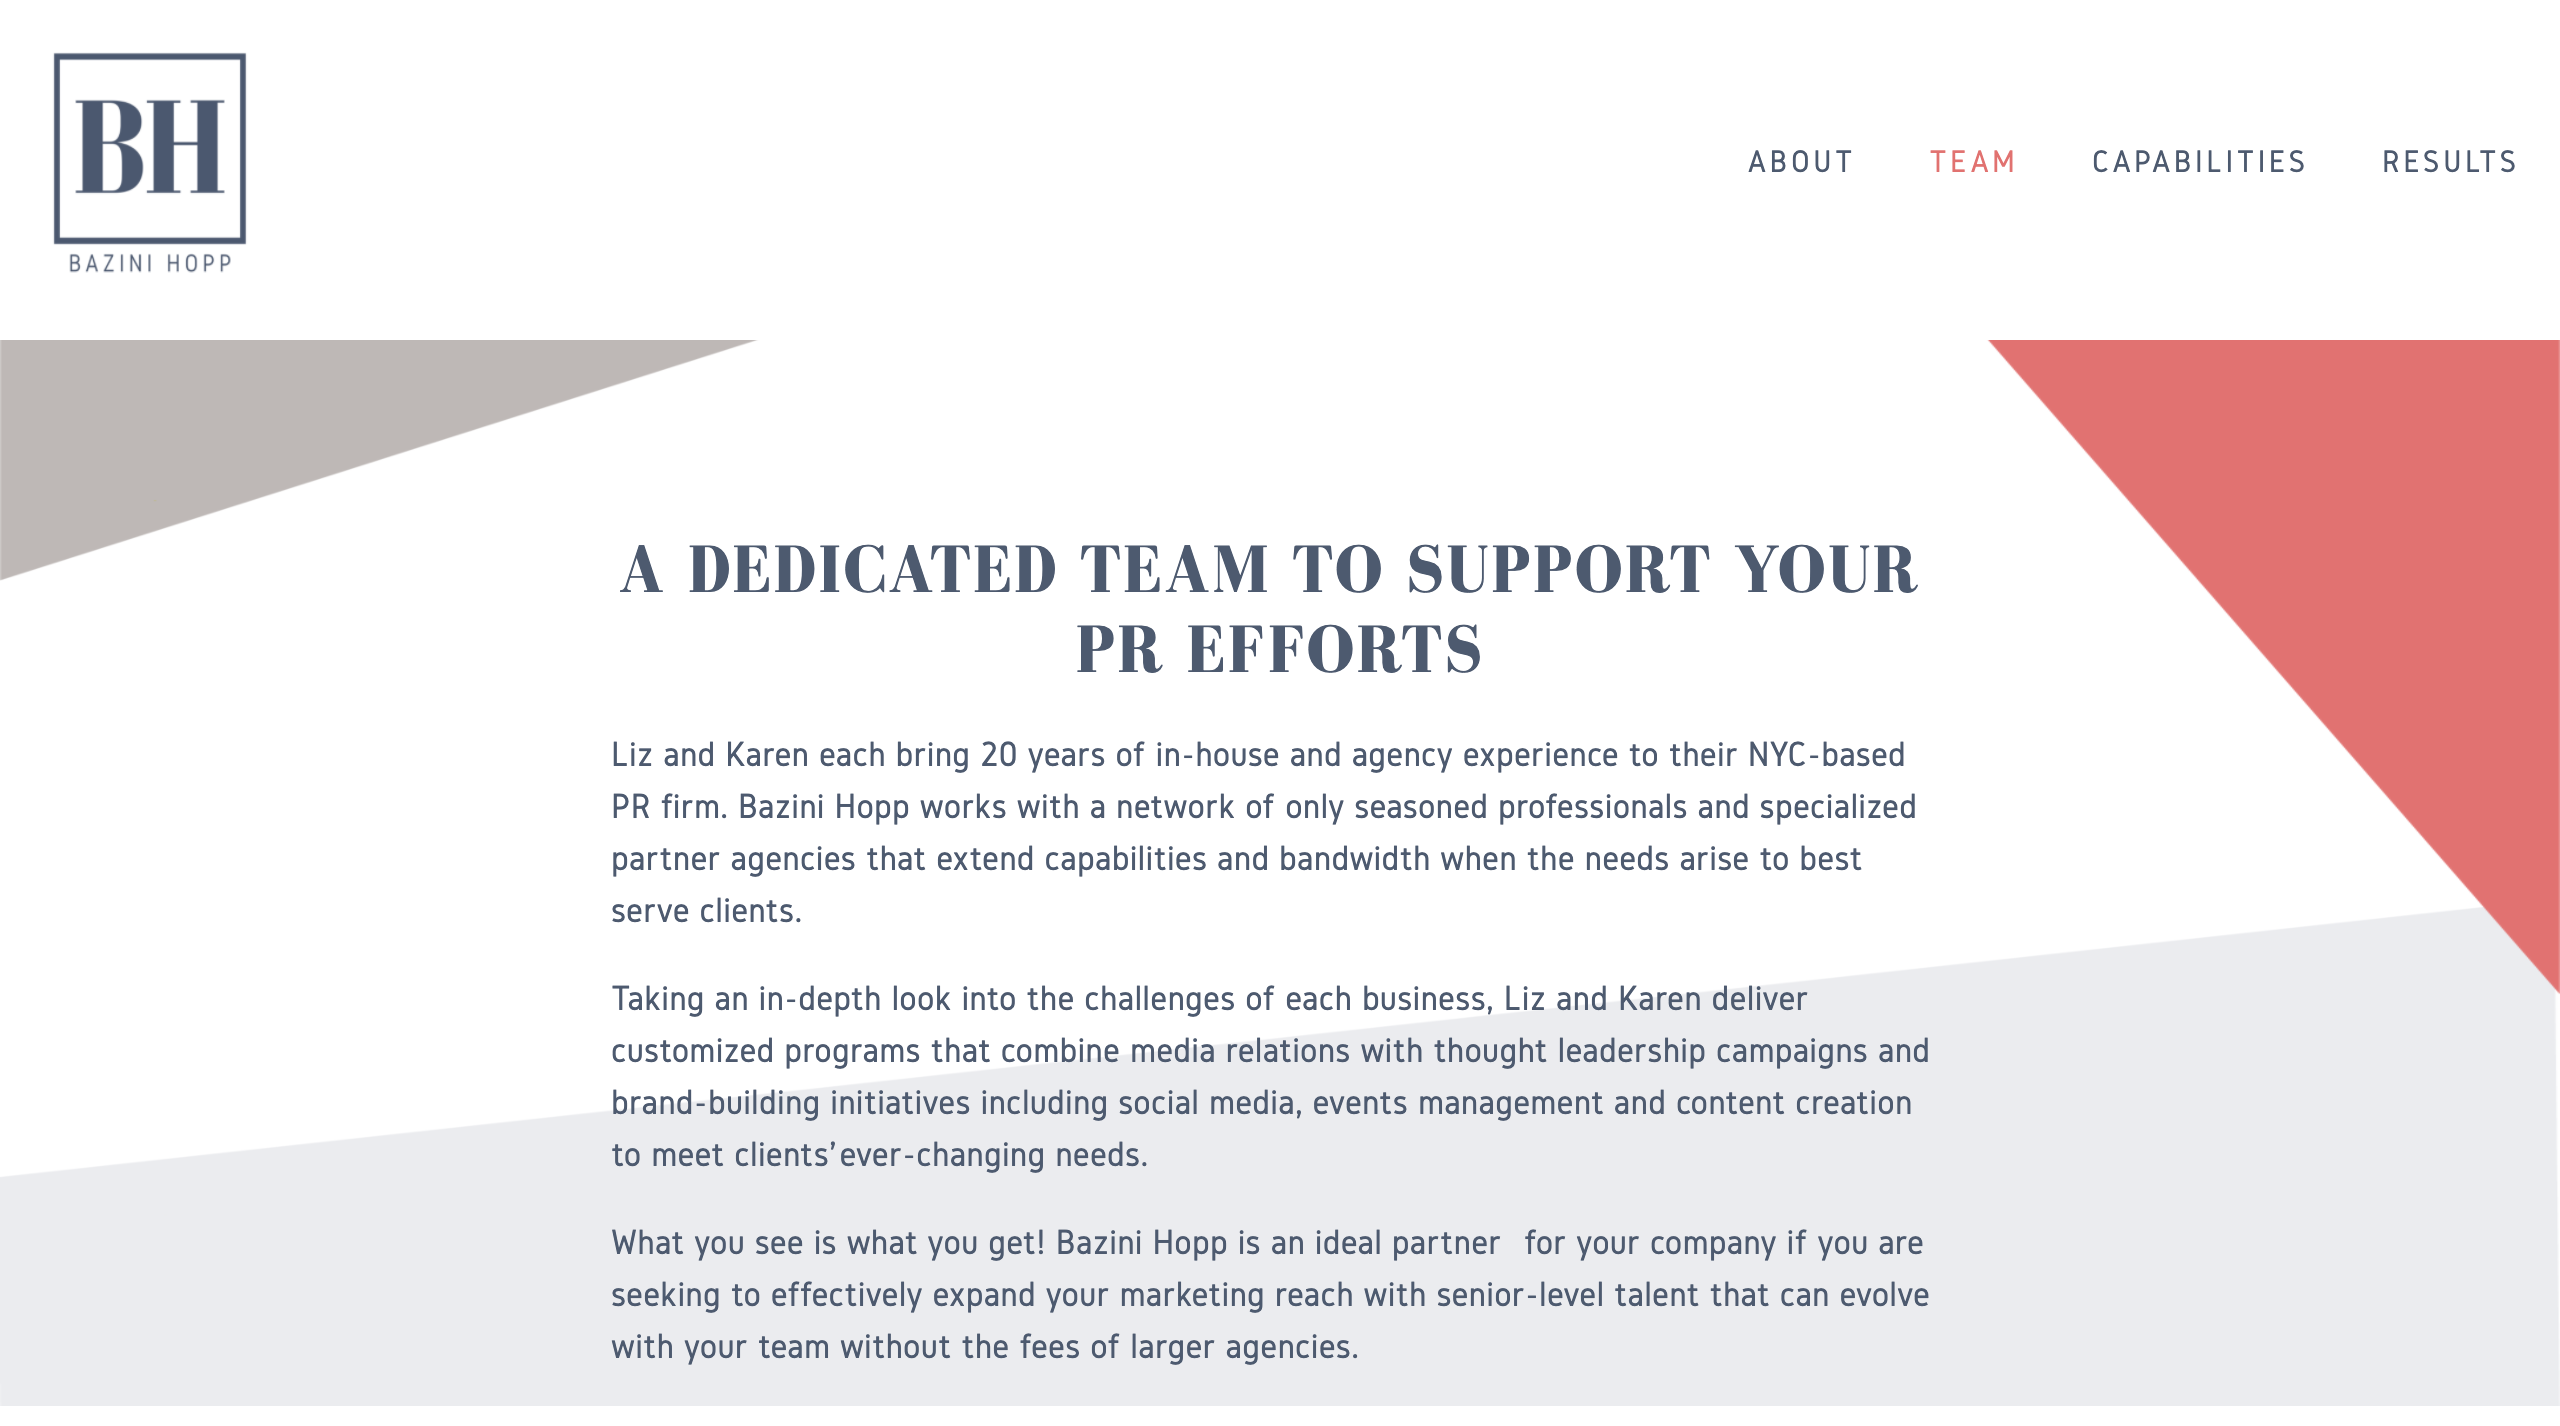 BH
BAZINI HOPP
ABOUT TEAM CAPABILITIES RESULTS
A DEDICATED TEAM TO SUPPORT YOUR
PR EFFORTS
Liz and Karen each bring 20 years of in-house and agency experience to their NYC-based
PR firm. Bazini Hopp works with a network of only seasoned professionals and specialized
partner agencies that extend capabilities and bandwidth when the needs arise to best
serve clients.
Taking an in-depth look into the challenges of each business, Liz and Karen deliver
customized programs that combine media relations with thought leadership campaigns and
brand-building initiatives including social media, events management and content creation
to meet clients’ever-changing needs.
What you see is what you get! Bazini Hopp is an ideal partner  for your company if you are
seeking to effectively expand your marketing reach with senior-level talent that can evolve
with your team without the fees of larger agencies.